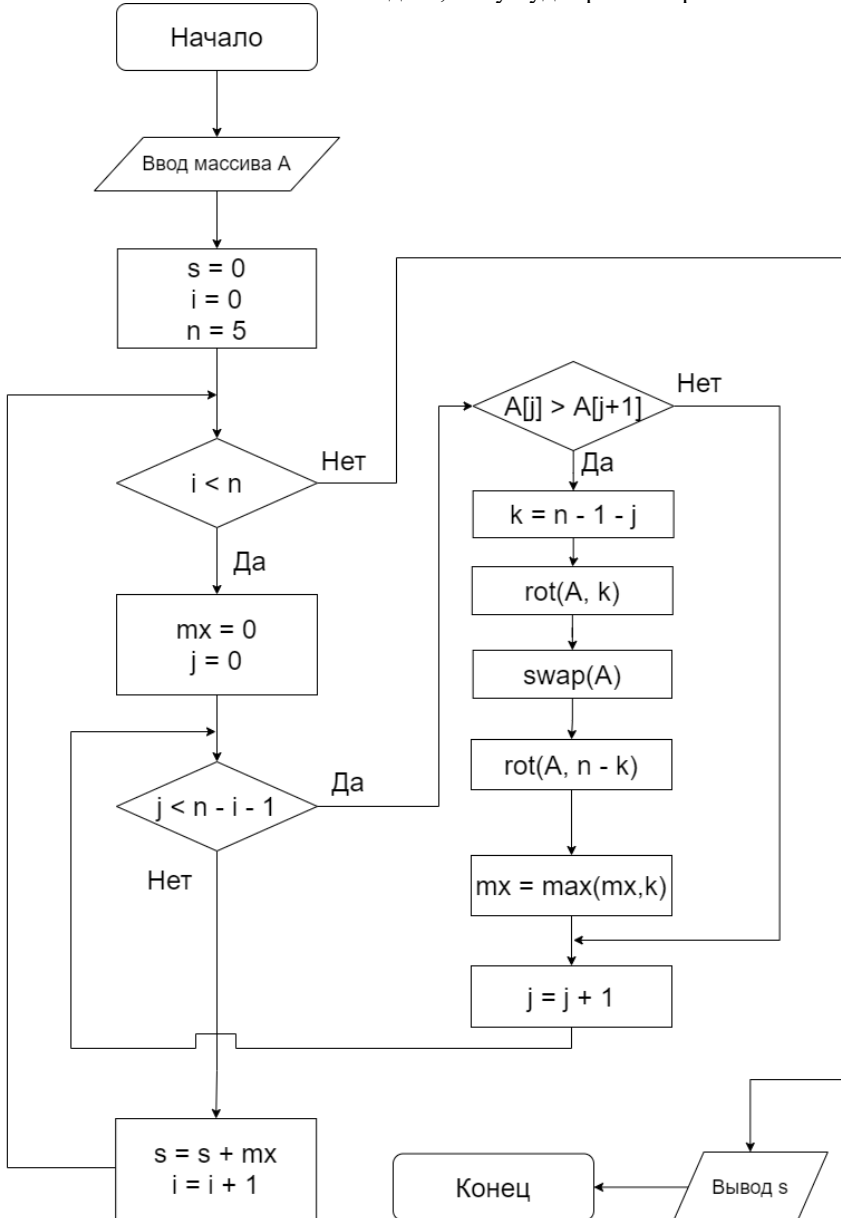 Начало
Ввод массива A
s = 0
i = 0
n = 5
i < n
Нет
Да
mx = 0
j = 0
j < n - i - 1
Да
Нет
A[j] > A[j+1]
Нет
Да
k = n - 1 - j
rot(A, k)
swap(A)
rot(A, n - k)
mx = max(mx,k)
j = j + 1
s = s + mx
i = i + 1
Вывод s
Конец